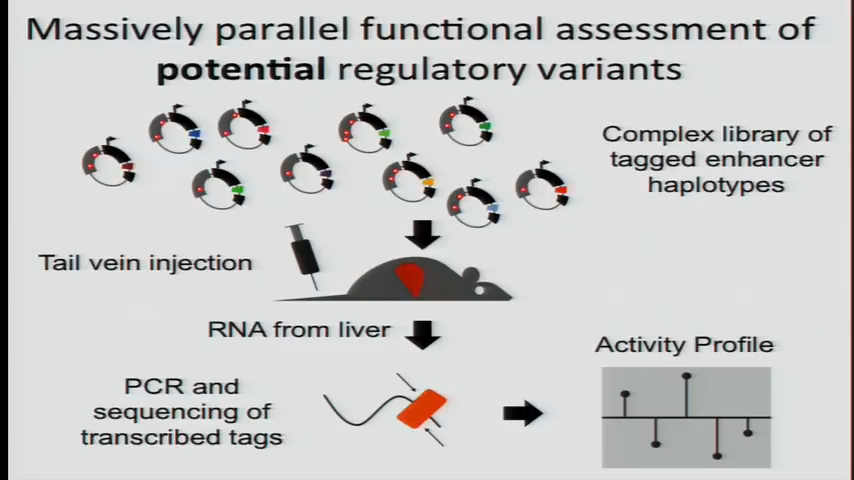 Massively parallel functional assessment of
potential regulatory variants
Complex library of
tagged enhancer
haplotypes
Tail vein injection
RNA from liver
Activity Profile
PCR and
sequencing of
transcribed tags